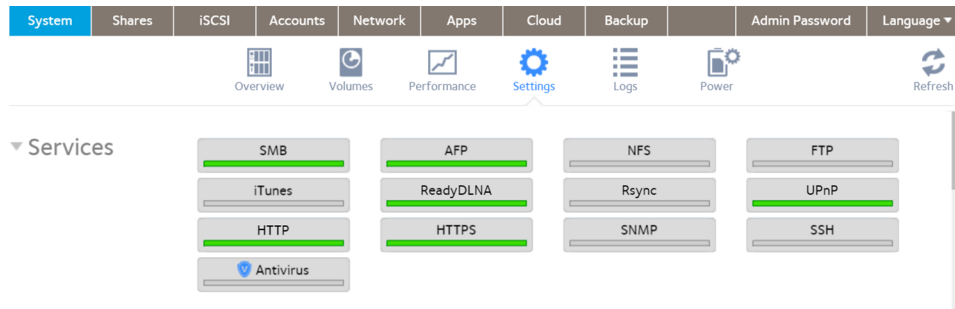 System Shares iSCSI Accounts Network Apps Cloud Backup Admin Password Language
Overview Volumes Performance Settings Logs Power Refresh
Services
SMB AFP NFS FTP
iTunes ReadyDLNA Rsync UPnP
HTTP HTTPS SNMP SSH
V Antivirus